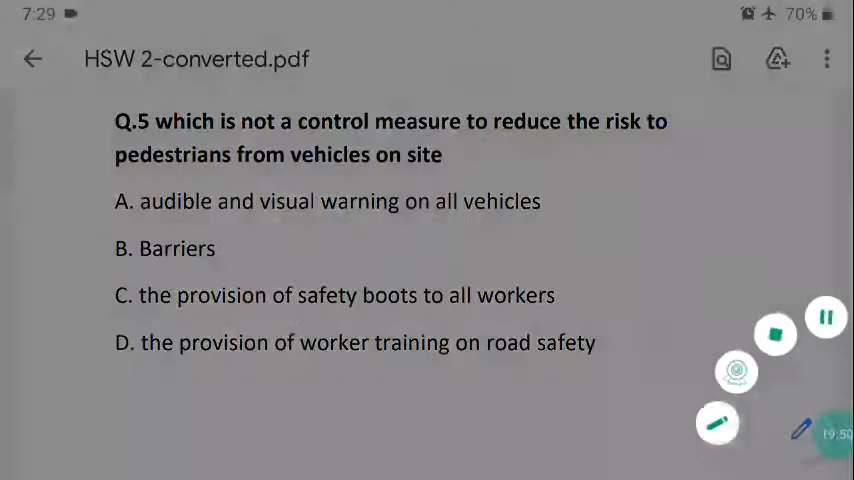 7:29 70%
HSW 2-converted.pdf
Q.5 which is not a control measure to reduce the risk to
pedestrians from vehicles on site
A. audible and visual warning on all vehicles
B. Barriers
C. the provision of safety boots to all workers
D. the provision of worker training on road safety
19:50